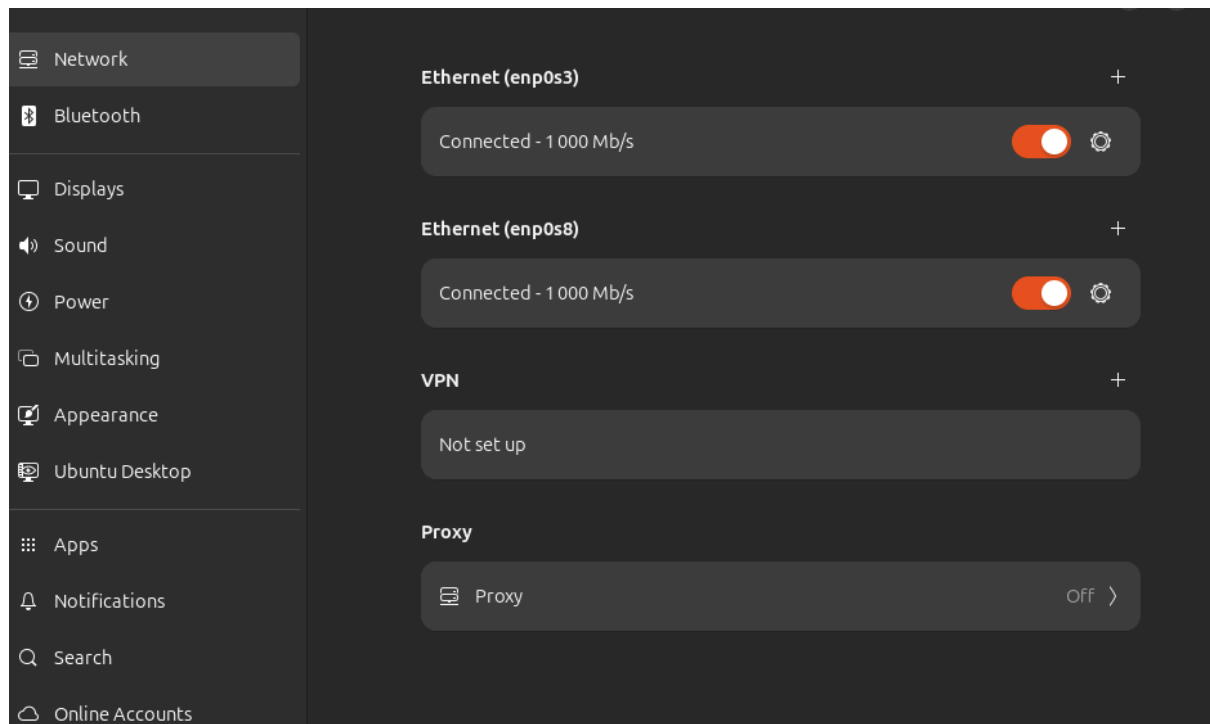 Network
Bluetooth
Displays
Sound
Power
Multitasking
Appearance
Ubuntu Desktop
Apps
Notifications
Search
Online Accounts
Ethernet (enp0s3)
Connected - 1 000 Mb/s
Ethernet (enp0s8)
Connected - 1 000 Mb/s
VPN
Not set up
Proxy
Proxy Off